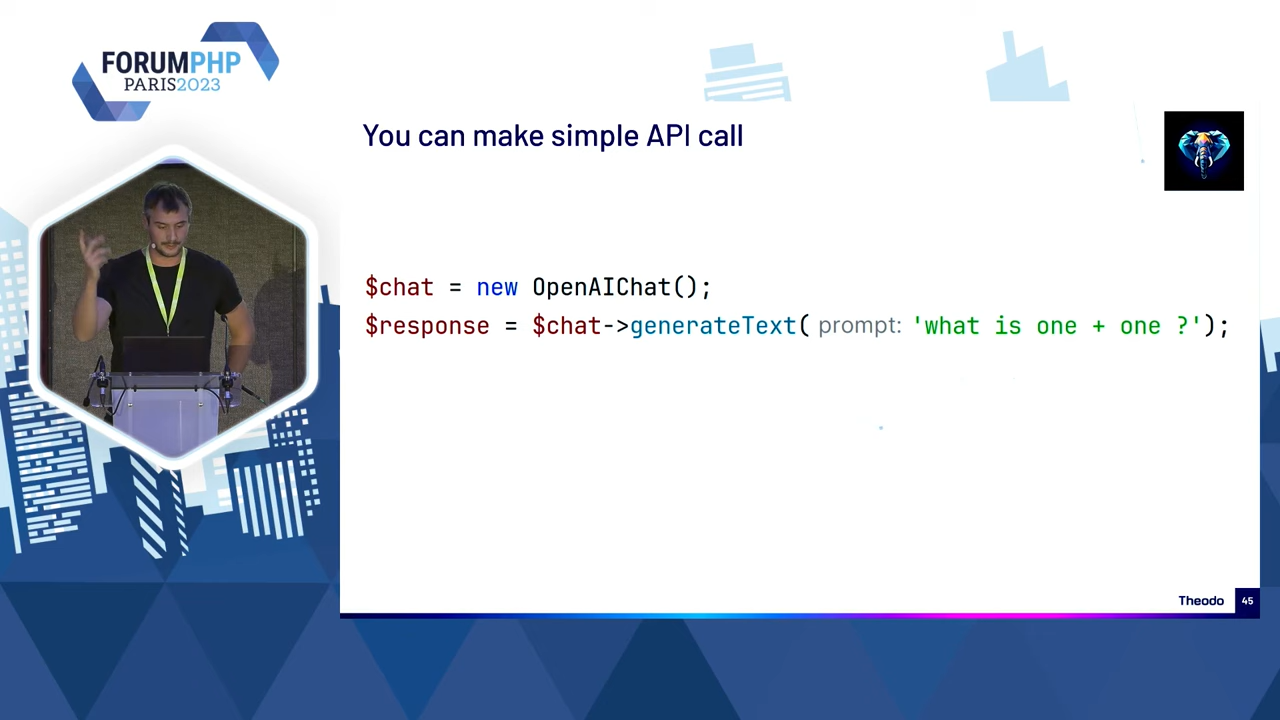 FORUMPHP
PARIS2023
You can make simple API call
$chat = new OpenAIChat();
$response = $chat->generateText( prompt: 'what is one + one ?');
Theodo
45